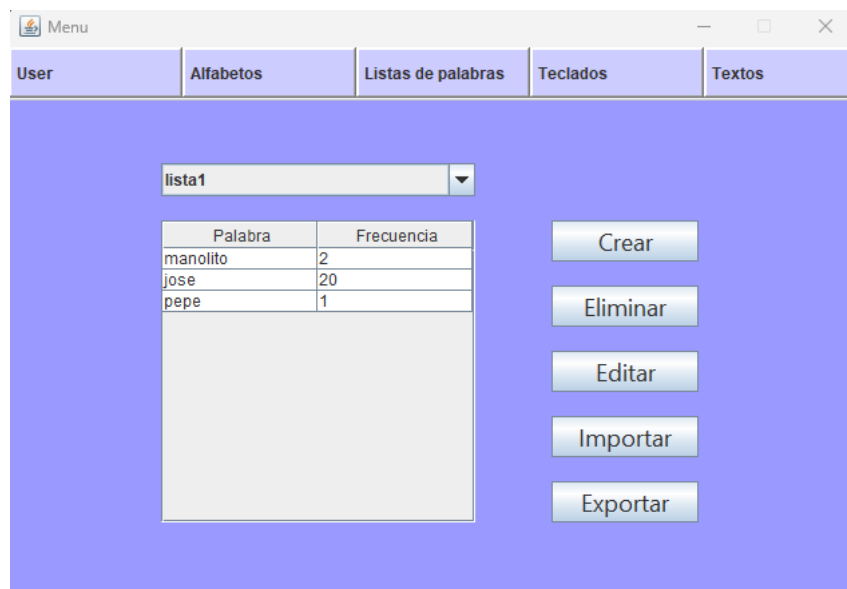 Menu
User Alfabetos Listas de palabras Teclados Textos
lista1
Palabra Frecuencia
manolito 2
jose 20
pepe 1
Crear
Eliminar
Editar
Importar
Exportar